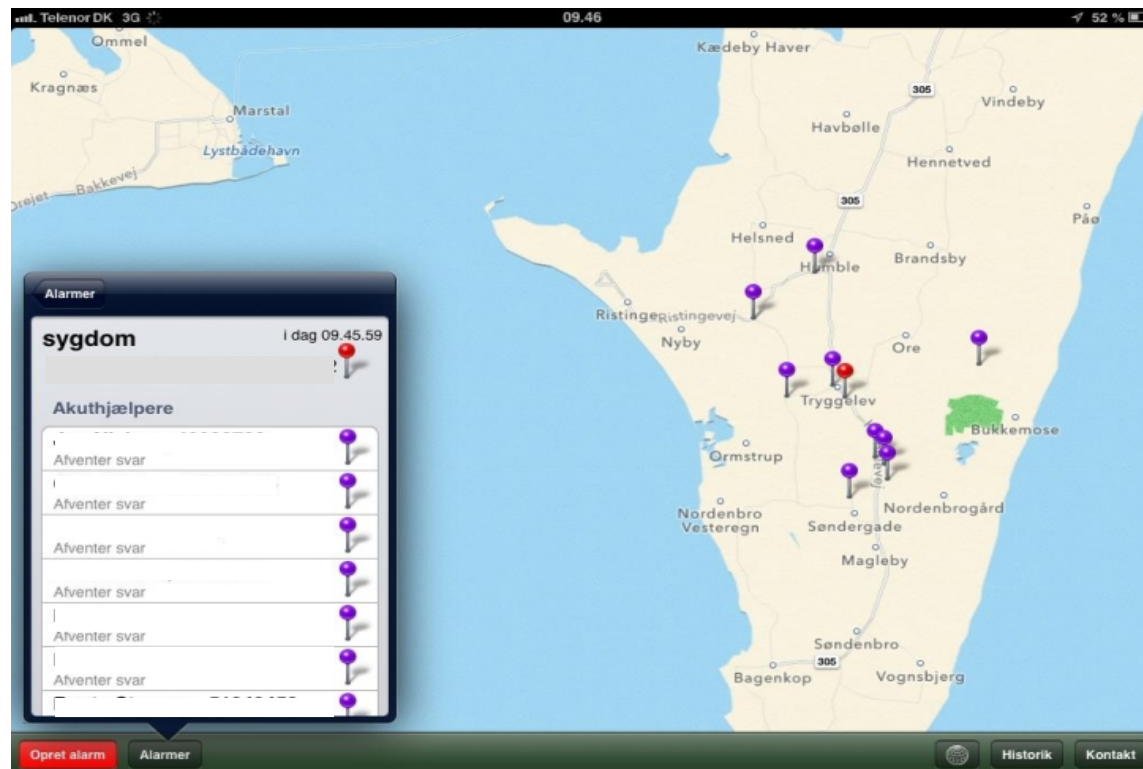 Telenor DK 3G 09.46 52 %
Ommel
Kædeby Haver
Kragnæs
305
Vindeby
Marstal
Havbølle
Lystbådehavn
Hennetved
Drejet
Bakkevej
305
Påø
Helsned
Brandsby
Humble
Alarmer
Ristinge
Ristingevej
sygdom
i dag 09.45.59
Nyby
Ore
Akuthjælpere
Tryggelev
Bukkemose
Afventer svar
Ormstrup
Afventer svar
Nordenbro
Vesteregn
Søndergade
Nordenbrogård
Afventer svar
Magleby
Afventer svar
Afventer svar
Søndenbro
305
Afventer svar
Bagenkop
Vognsbjerg
Opret alarm
Alarmer
Historik
Kontakt